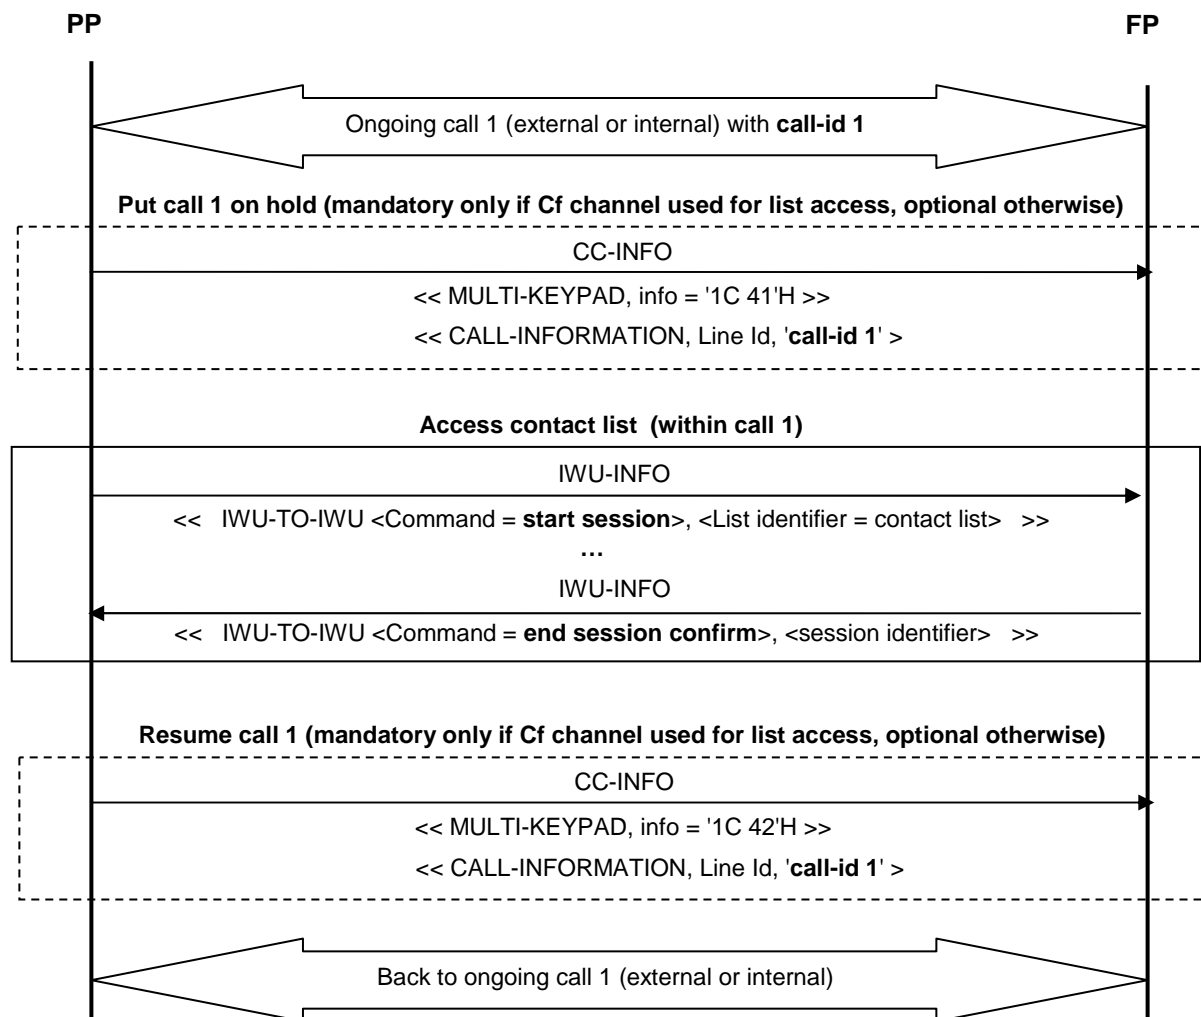 PP FP
Ongoing call 1 (external or internal) with call-id 1
Put call 1 on hold (mandatory only if Cf channel used for list access, optional otherwise)
CC-INFO
<< MULTI-KEYPAD, info = '1C 41'H >>
<< CALL-INFORMATION, Line Id, 'call-id 1' >
Access contact list (within call 1)
IWU-INFO
<< IWU-TO-IWU <Command = start session>, <List identifier = contact list> >>
...
IWU-INFO
<< IWU-TO-IWU <Command = end session confirm>, <session identifier> >>
Resume call 1 (mandatory only if Cf channel used for list access, optional otherwise)
CC-INFO
<< MULTI-KEYPAD, info = '1C 42'H >>
<< CALL-INFORMATION, Line Id, 'call-id 1' >
Back to ongoing call 1 (external or internal)